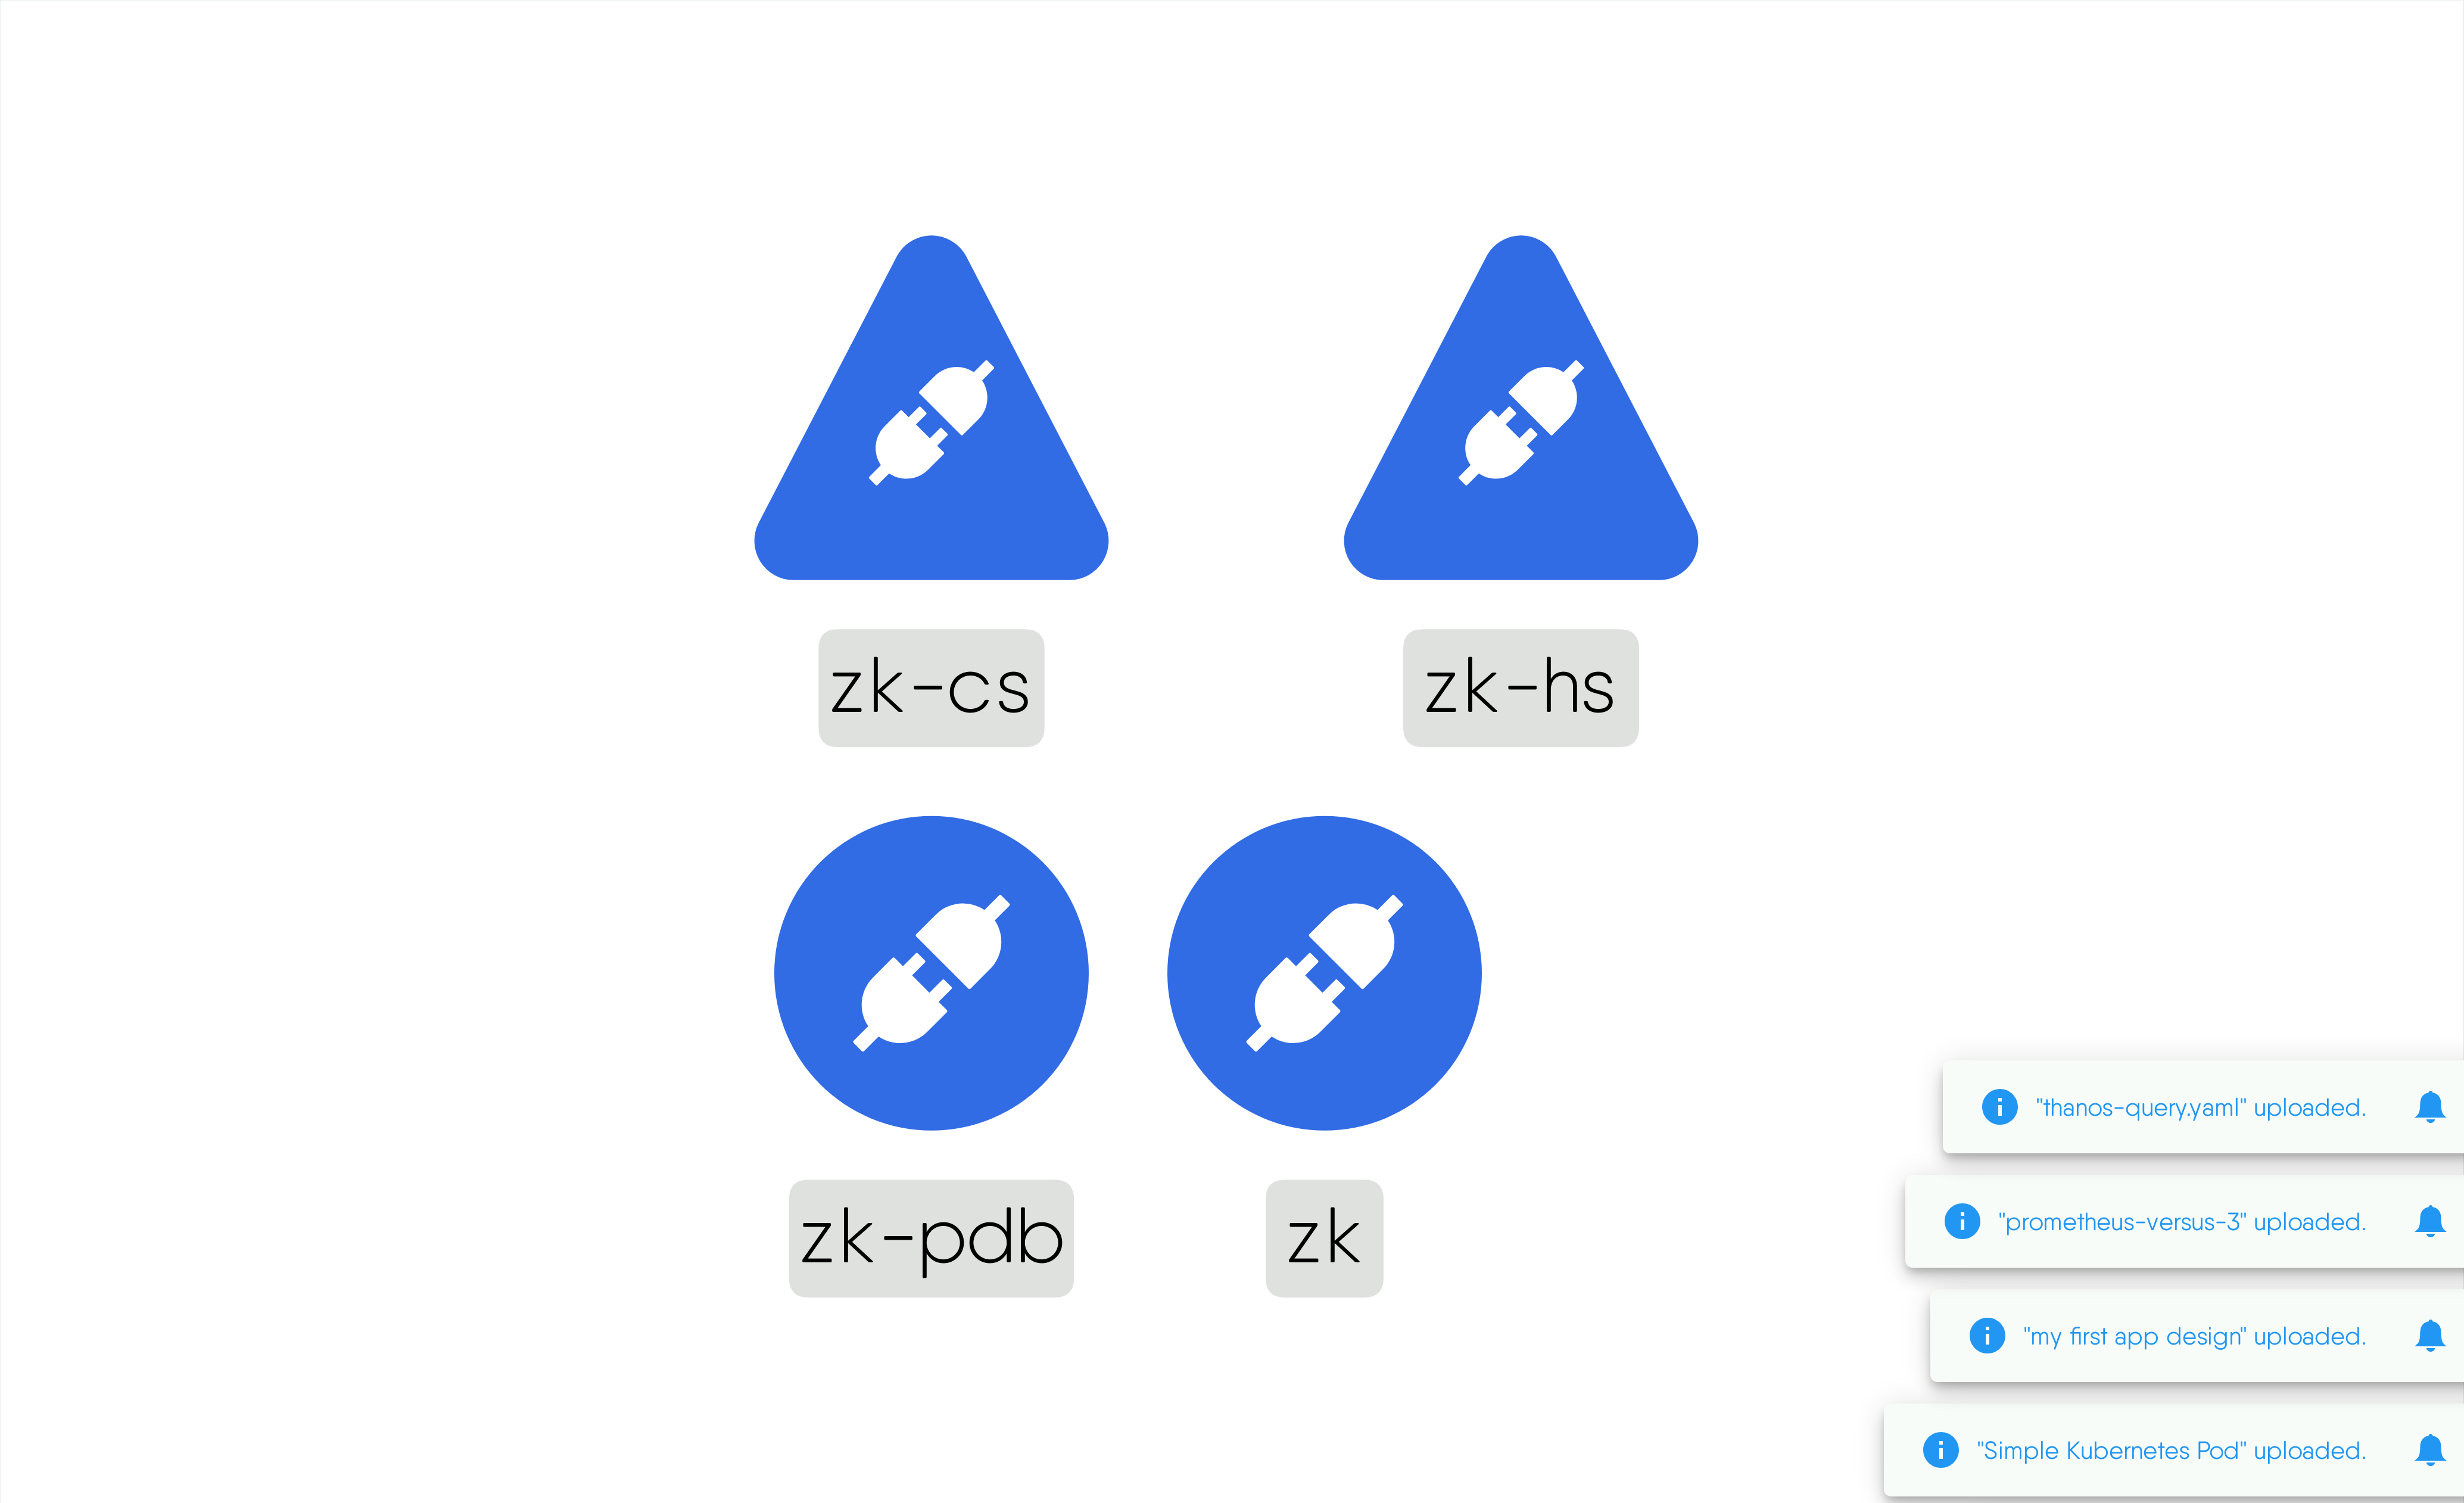 zk-cs
zk-hs
zk-pdb
zk
"thanos-query.yaml" uploaded.
"prometheus-versus-3" uploaded.
"my first app design" uploaded.
"Simple Kubernetes Pod" uploaded.